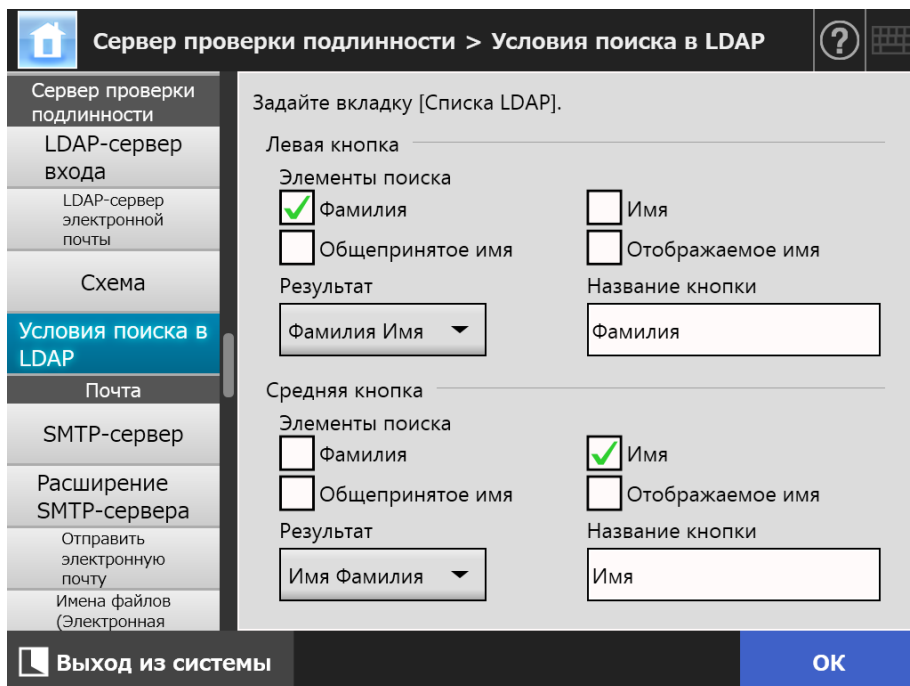 Сервер проверки подлинности > Условия поиска в LDAP
?
Сервер проверки
подлинности
LDAP-сервер
входа
LDAP-сервер
электронной
почты
Схема
Условия поиска в
LDAP
Почта
SMTP-сервер
Расширение
SMTP-сервера
Отправить
электронную
почту
Имена файлов
(Электронная
Задайте вкладку [Списка LDAP].
Левая кнопка
Элементы поиска
Фамилия Имя
Общепринятое имя Отображаемое имя
Результат Название кнопки
Фамилия Имя Фамилия
Средняя кнопка
Элементы поиска
Фамилия Имя
Общепринятое имя Отображаемое имя
Результат Название кнопки
Имя Фамилия Имя
Выход из системы
ОК